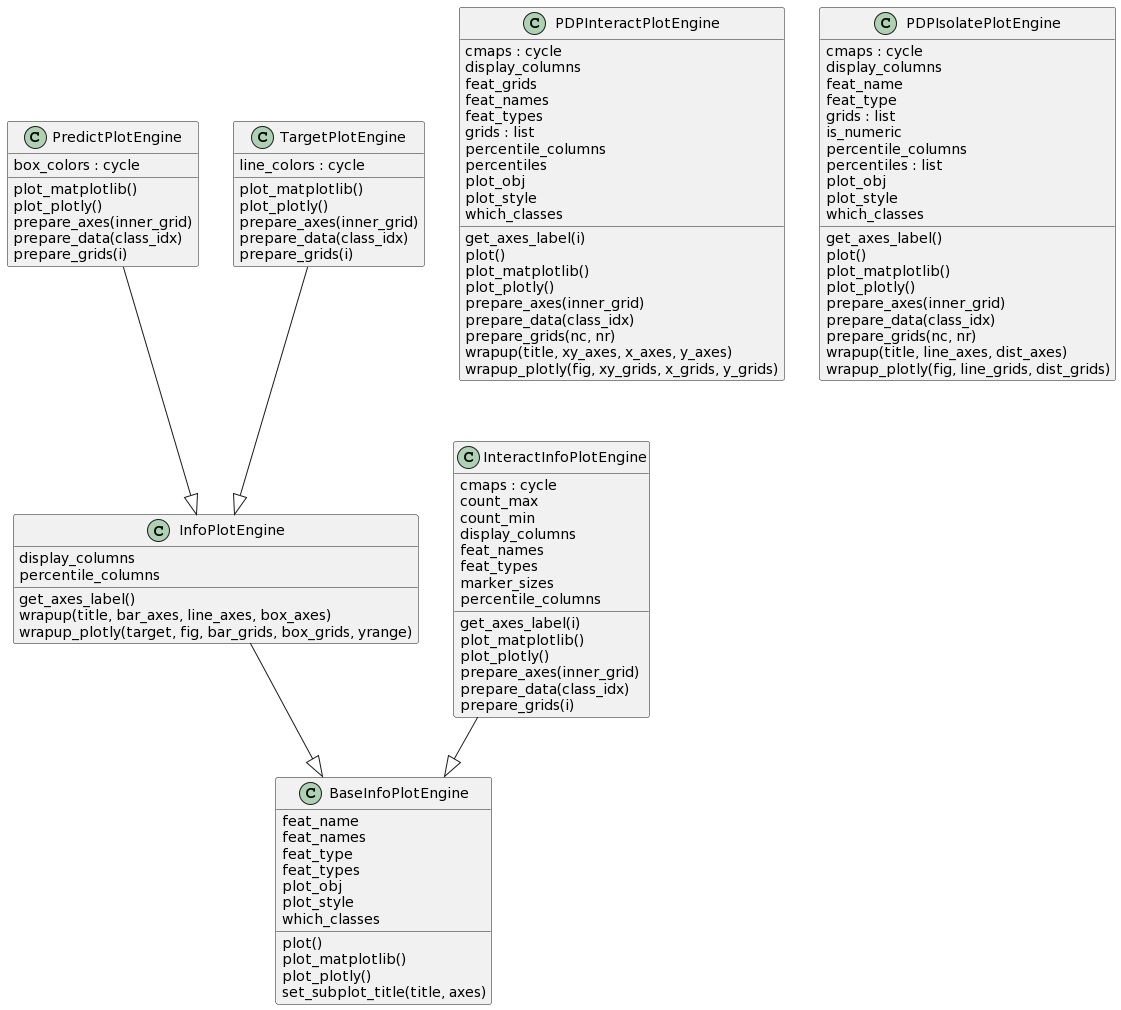 C PDPInteractPlotEngine
cmaps : cycle
display_columns
feat_grids
feat_names
feat_types
grids : list
percentile_columns
percentiles
plot_obj
plot_style
which_classes
get_axes_label(i)
plot()
plot_matplotlib()
plot_plotly()
prepare_axes(inner_grid)
prepare_data(class_idx)
prepare_grids(nc, nr)
wrapup(title, xy_axes, x_axes, y_axes)
wrapup_plotly(fig, xy_grids, x_grids, y_grids)
C PDPIsolatePlotEngine
cmaps : cycle
display_columns
feat_name
feat_type
grids : list
is_numeric
percentile_columns
percentiles : list
plot_obj
plot_style
which_classes
get_axes_label()
plot()
plot_matplotlib()
plot_plotly()
prepare_axes(inner_grid)
prepare_data(class_idx)
prepare_grids(nc, nr)
wrapup(title, line_axes, dist_axes)
wrapup_plotly(fig, line_grids, dist_grids)
C PredictPlotEngine
box_colors : cycle
plot_matplotlib()
plot_plotly()
prepare_axes(inner_grid)
prepare_data(class_idx)
prepare_grids(i)
C TargetPlotEngine
line_colors : cycle
plot_matplotlib()
plot_plotly()
prepare_axes(inner_grid)
prepare_data(class_idx)
prepare_grids(i)
C InfoPlotEngine
display_columns
percentile_columns
get_axes_label()
wrapup(title, bar_axes, line_axes, box_axes)
wrapup_plotly(target, fig, bar_grids, box_grids, yrange)
C InteractInfoPlotEngine
cmaps : cycle
count_max
count_min
display_columns
feat_names
feat_types
marker_sizes
percentile_columns
get_axes_label(i)
plot_matplotlib()
plot_plotly()
prepare_axes(inner_grid)
prepare_data(class_idx)
prepare_grids(i)
C BaseInfoPlotEngine
feat_name
feat_names
feat_type
feat_types
plot_obj
plot_style
which_classes
plot()
plot_matplotlib()
plot_plotly()
set_subplot_title(title, axes)